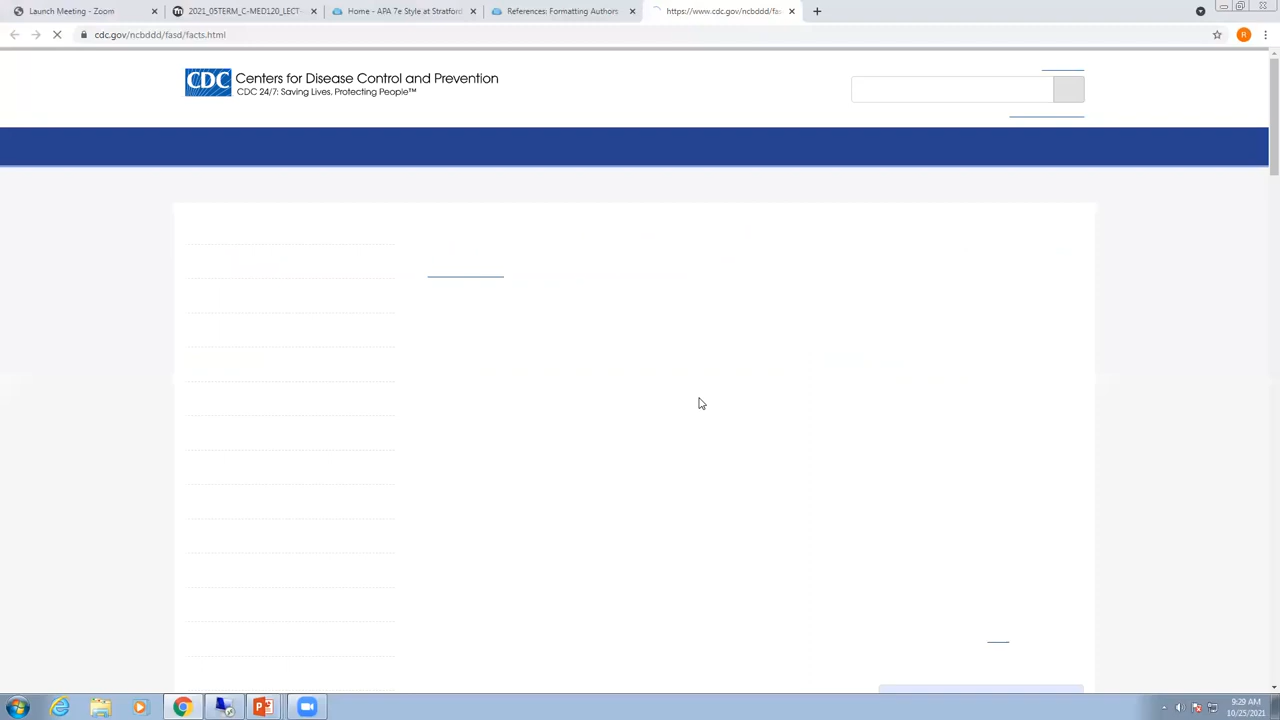 Launch Meeting - Zoom
2021_05TERM_C-MED120_LECT-
Home - APA 7e Style at Stratford
References: Formatting Authors
https://www.cdc.gov/ncbddd/fas
cdc.gov/ncbddd/fasd/facts.html
R
CDC Centers for Disease Control and Prevention
CDC 24/7: Saving Lives, Protecting People™
9:29 AM
10/25/2021